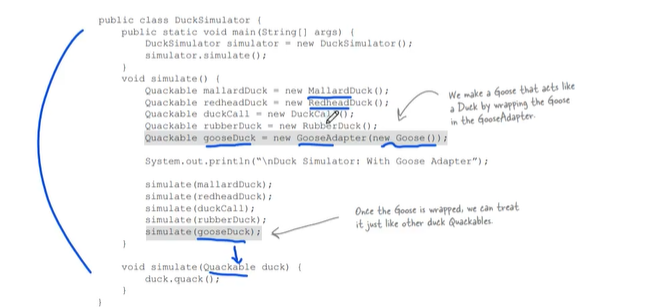 public class DuckSimulator {
public static void main(String[] args) {
DuckSimulator simulator = new DuckSimulator();
simulator.simulate();
}
void simulate() {
Quackable mallardDuck = new MallardDuck();
Quackable redheadDuck = new RedheadDuck();
Quackable duckCall = new DuckCall();
Quackable rubberDuck = new RubberDuck();
Quackable gooseDuck = new GooseAdapter(new Goose());
We make a Goose that acts like
a Duck by wrapping the Goose
in the GooseAdapter.
System.out.println("\nDuck Simulator: With Goose Adapter");
simulate(mallardDuck);
simulate(redheadDuck);
simulate(duckCall);
simulate(rubberDuck);
simulate(gooseDuck);
Once the Goose is wrapped, we can treat
it just like other duck Quackables.
}
void simulate(Quackable duck) {
duck.quack();
}
}